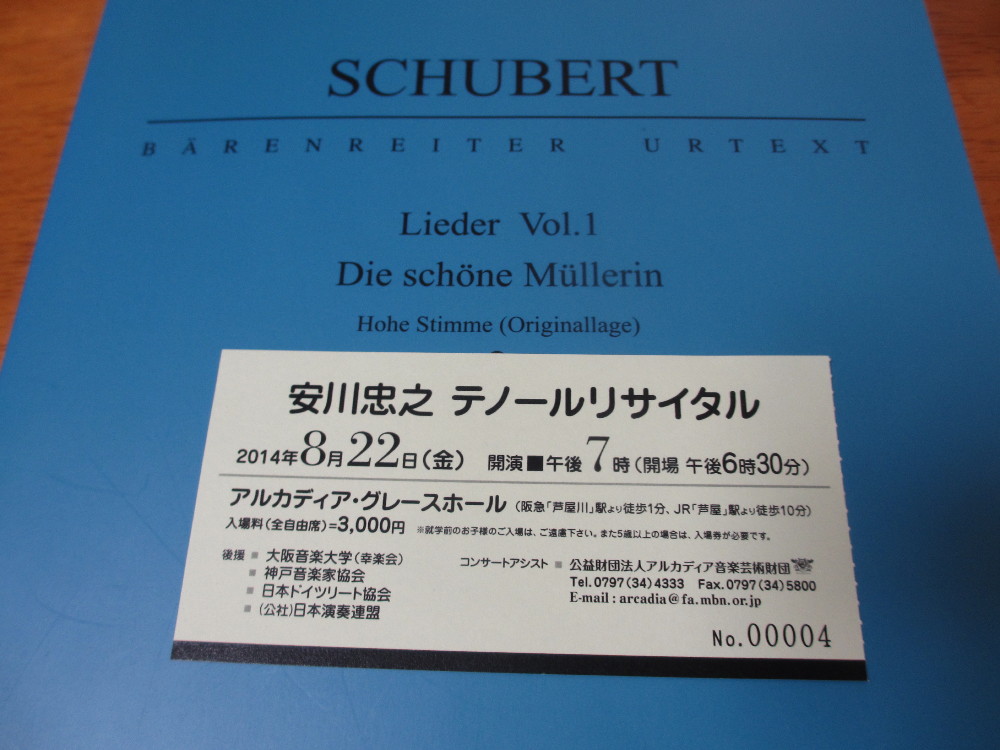 SCHUBERT
BÄRENREITER URTEXT
Lieder Vol.1
Die schöne Müllerin
Hohe Stimme (Originallage)
安川忠之 テノールリサイタル
2014年8月22日(金) 開演■午後7時(開場 午後6時30分)
アルカディア・グレースホール (阪急「芦屋川」駅より徒歩1分、JR「芦屋」駅より徒歩10分)
入場料(全自由席)=3,000円 ※就学前のお子様のご入場は、ご遠慮下さい。また5歳以上の場合は、入場券が必要です。
後援 ■ 大阪音楽大学(幸楽会)
■ 神戸音楽家協会
■ 日本ドイツリート協会
■ (公社)日本演奏連盟
コンサートアシスト ■ 公益財団法人アルカディア音楽芸術財団
Tel.0797(34)4333 Fax.0797(34)5800
E-mail : arcadia@fa.mbn.or.jp
No.00004